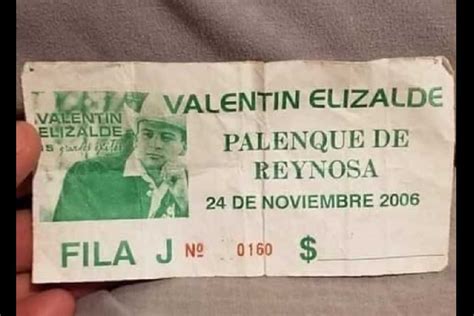 VALENTIN
ELIZALDE
VALENTIN ELIZALDE
PALENQUE DE
REYNOSA
24 DE NOVIEMBRE 2006
FILA J Nº 0160 $